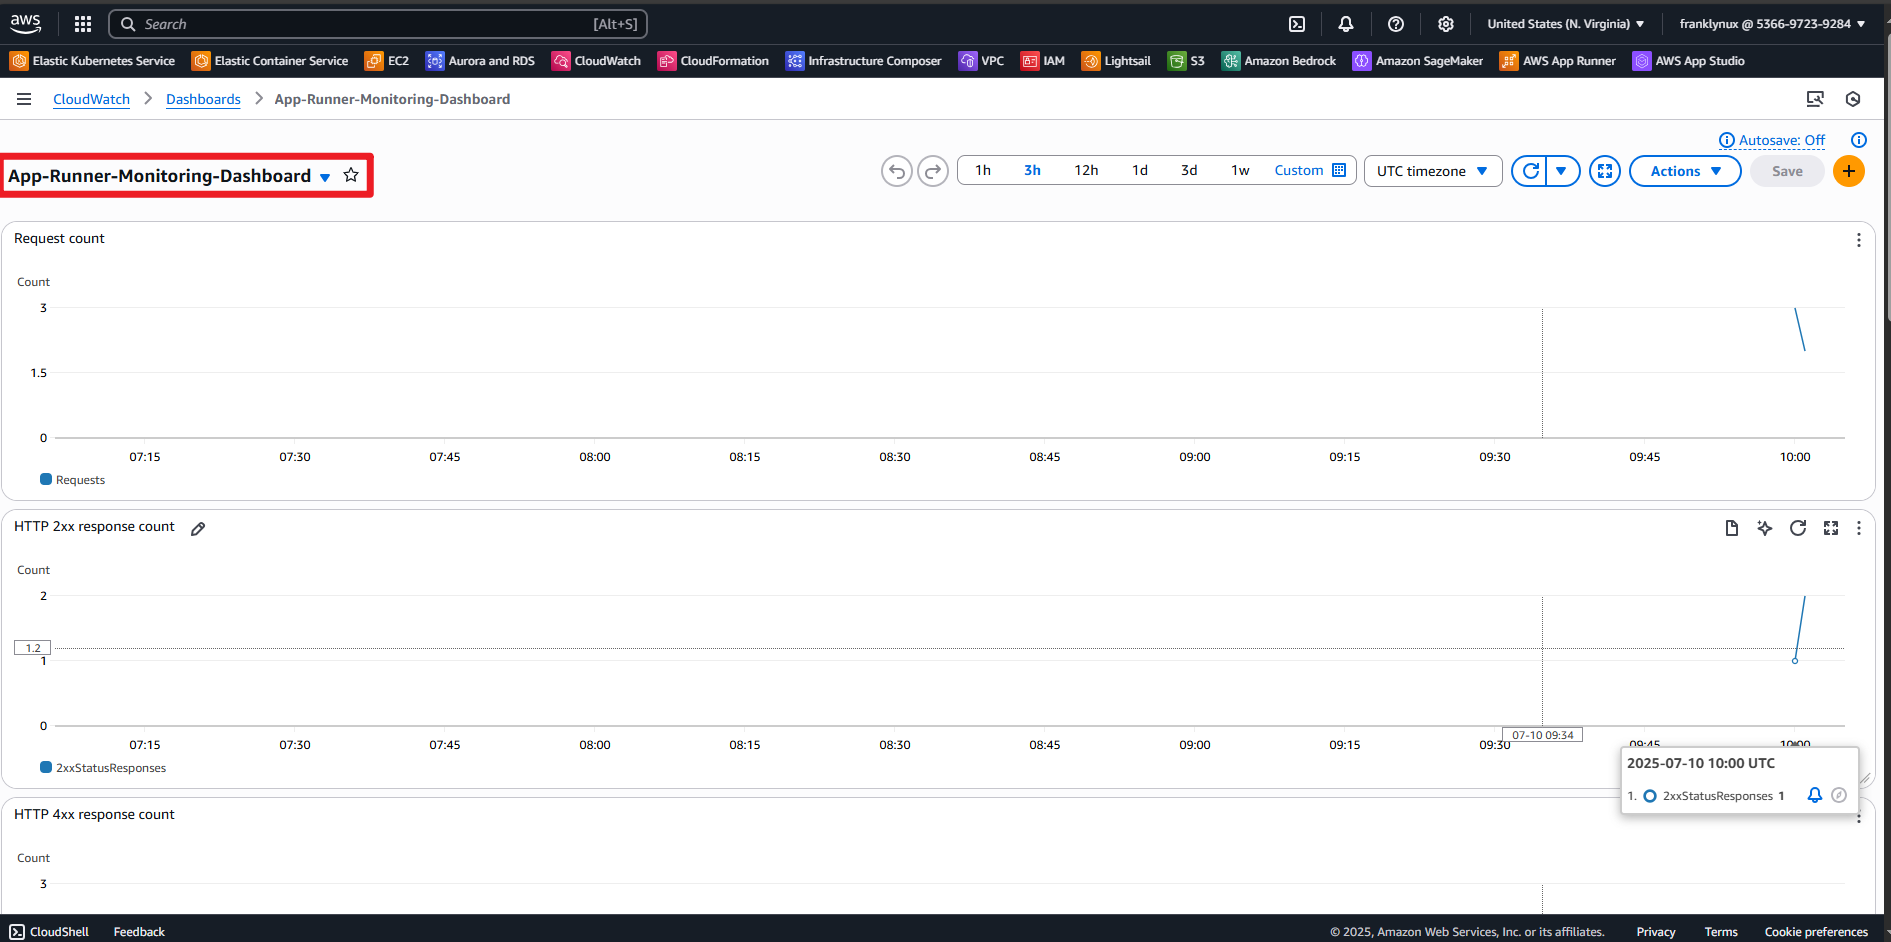 aws Search [Alt+S] United States (N. Virginia) franklynux @ 5366-9723-9284
Elastic Kubernetes Service Elastic Container Service EC2 Aurora and RDS CloudWatch CloudFormation Infrastructure Composer VPC IAM Lightsail S3 Amazon Bedrock Amazon SageMaker AWS App Runner AWS App Studio
CloudWatch Dashboards App-Runner-Monitoring-Dashboard
Autosave: Off
App-Runner-Monitoring-Dashboard 1h 3h 12h 1d 3d 1w Custom UTC timezone Actions Save
Request count
Count
3
1.5
0
07:15 07:30 07:45 08:00 08:15 08:30 08:45 09:00 09:15 09:30 09:45 10:00
Requests
HTTP 2xx response count
Count
2
1.2
1
0
07-10 09:34
07:15 07:30 07:45 08:00 08:15 08:30 08:45 09:00 09:15 09:30 09:45 10:00
2xxStatusResponses
2025-07-10 10:00 UTC
1. 2xxStatusResponses 1
HTTP 4xx response count
Count
3
CloudShell Feedback © 2025, Amazon Web Services, Inc. or its affiliates. Privacy Terms Cookie preferences